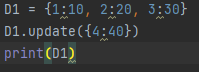 D1 = {1:10, 2:20, 3:30}
D1.update({4:40})
print(D1)